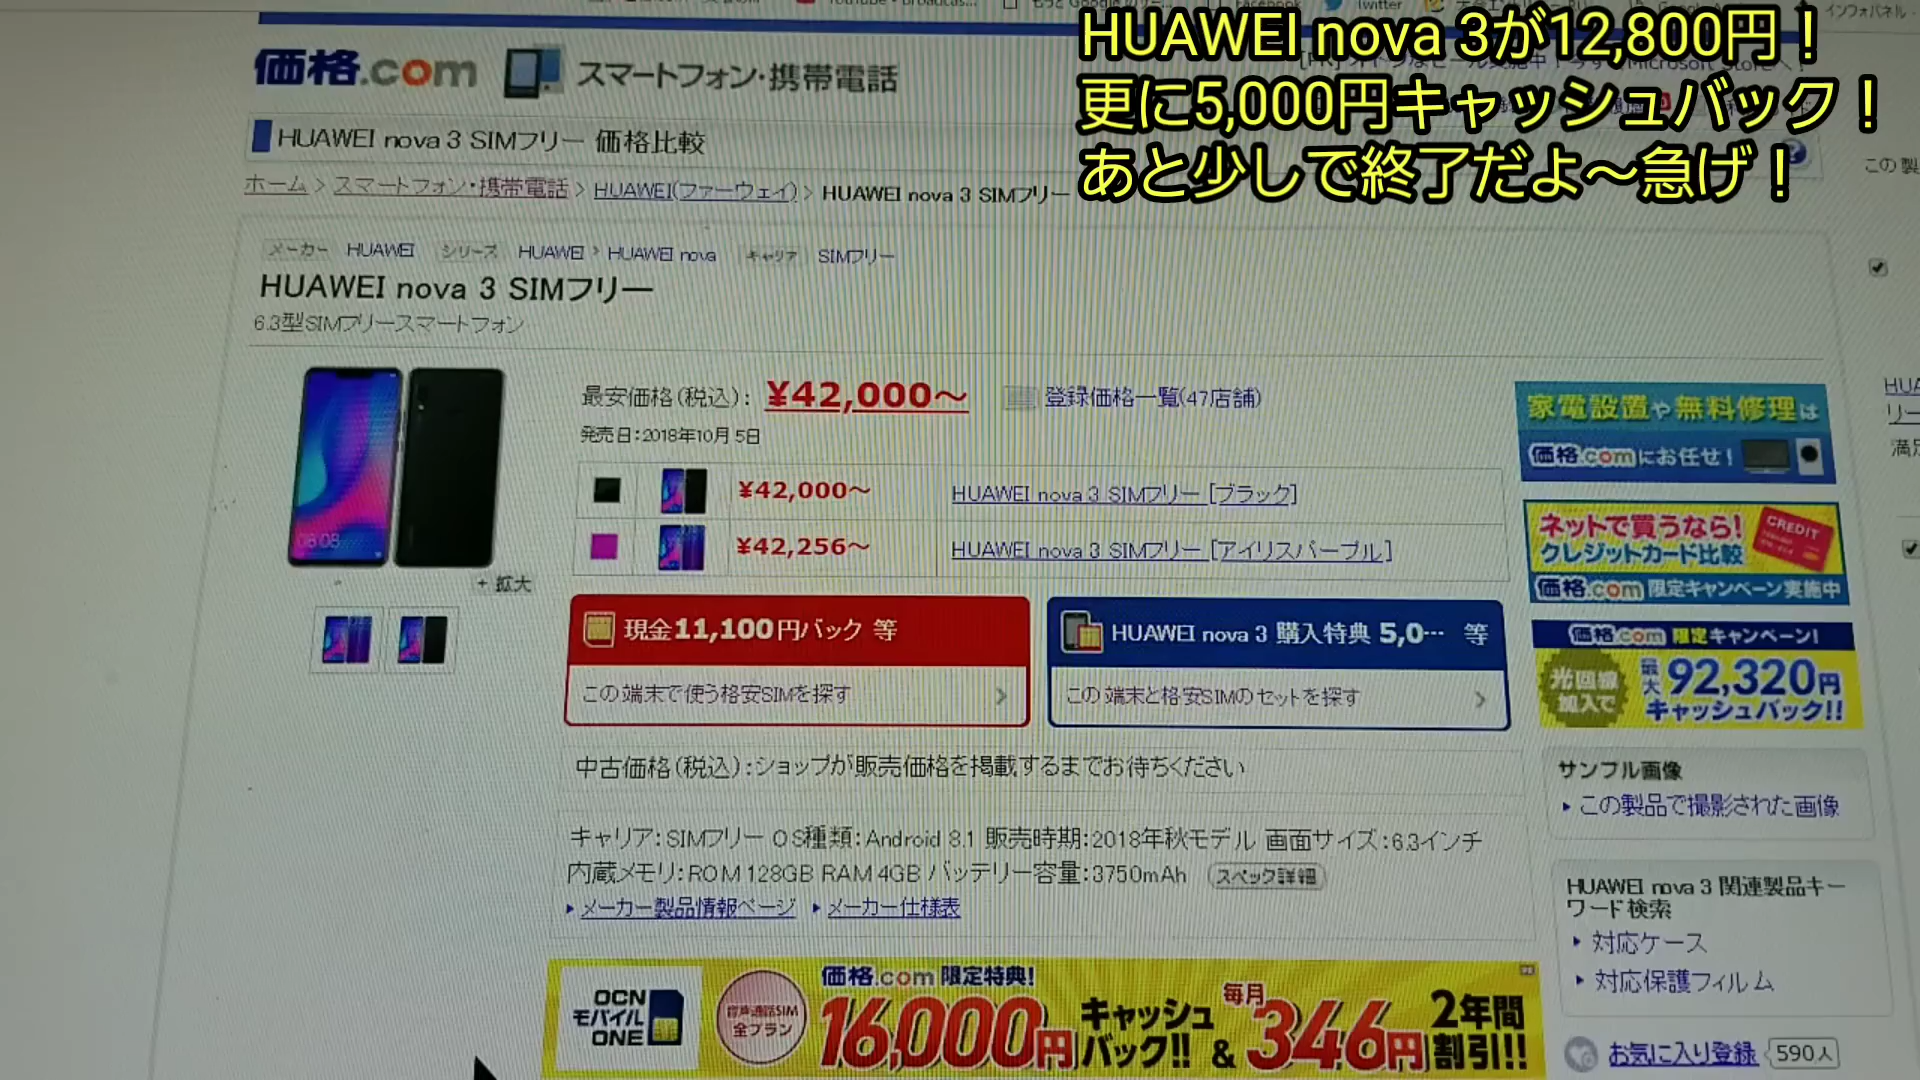 HUAWEI nova 3が12,800円！
更に5,000円キャッシュバック！
あと少しで終了だよ〜急げ！
Facebook
Twitter
インフォパネル
価格.com スマートフォン・携帯電話
HUAWEI nova 3 SIMフリー 価格比較
この製
ホーム > スマートフォン・携帯電話 > HUAWEI(ファーウェイ) > HUAWEI nova 3 SIMフリー
メーカー HUAWEI シリーズ HUAWEI > HUAWEI nova キャリア SIMフリー
HUAWEI nova 3 SIMフリー
6.3型SIMフリースマートフォン
最安価格(税込)：¥42,000～ 登録価格一覧(47店舗)
発売日：2018年10月5日
¥42,000～ HUAWEI nova 3 SIMフリー [ブラック]
¥42,256～ HUAWEI nova 3 SIMフリー [アイリスパープル]
08:08
+ 拡大
現金11,100円バック 等
この端末で使う格安SIMを探す
HUAWEI nova 3 購入特典 5,0… 等
この端末と格安SIMのセットを探す
中古価格(税込)：ショップが販売価格を掲載するまでお待ちください
キャリア：SIMフリー OS種類：Android 8.1 販売時期：2018年秋モデル 画面サイズ：6.3インチ
内蔵メモリ：ROM 128GB RAM 4GB バッテリー容量：3750mAh スペック詳細
メーカー製品情報ページ メーカー仕様表
OCN
モバイル
ONE
音声通話SIM
全プラン
価格.com 限定特典!
16,000円キャッシュバック!! & 毎月346円2年間割引!!
家電設置や無料修理は
価格.comにお任せ！
ネットで買うなら!
クレジットカード比較
CREDIT
価格.com 限定キャンペーン実施中
価格.com 限定キャンペーン!
光回線
加入で
最大92,320円
キャッシュバック!!
サンプル画像
この製品で撮影された画像
HUAWEI nova 3 関連製品キー
ワード検索
対応ケース
対応保護フィルム
お気に入り登録 590人
HUA
リー
満足